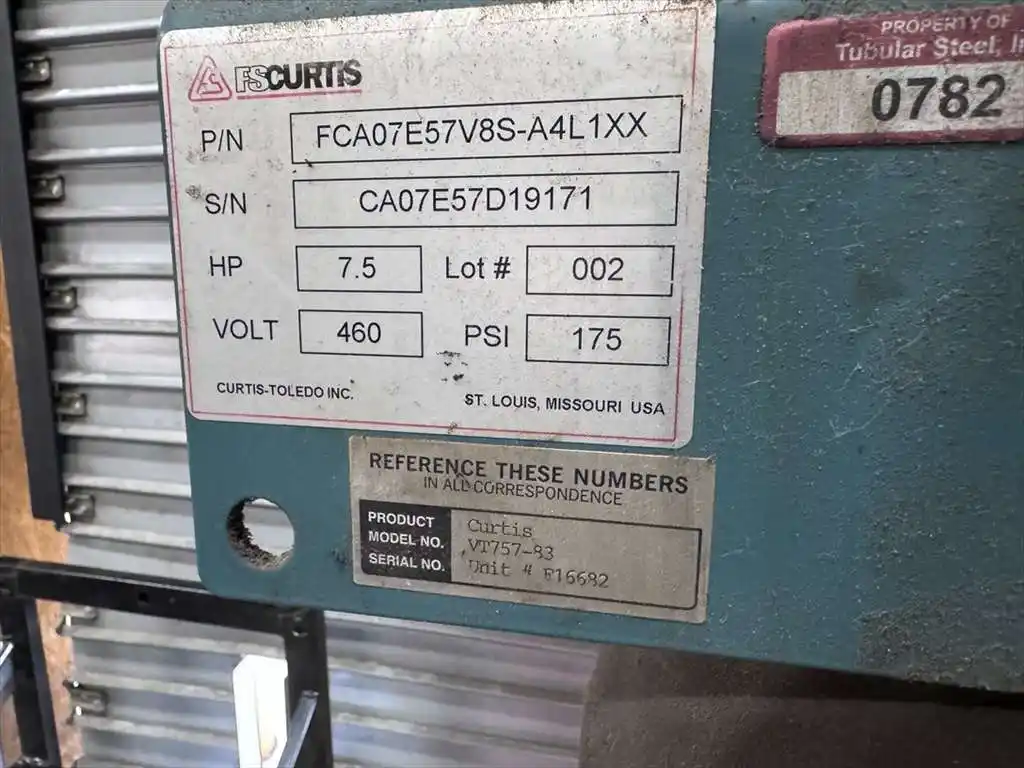 FSCURTIS
P/N FCA07E57V8S-A4L1XX
S/N CA07E57D19171
HP 7.5 Lot # 002
VOLT 460 PSI 175
CURTIS-TOLEDO INC. ST. LOUIS, MISSOURI USA
PROPERTY OF
Tubular Steel,
0782
REFERENCE THESE NUMBERS
IN ALL CORRESPONDENCE
PRODUCT Curtis
MODEL NO. VT757-83
SERIAL NO. Unit # F16682